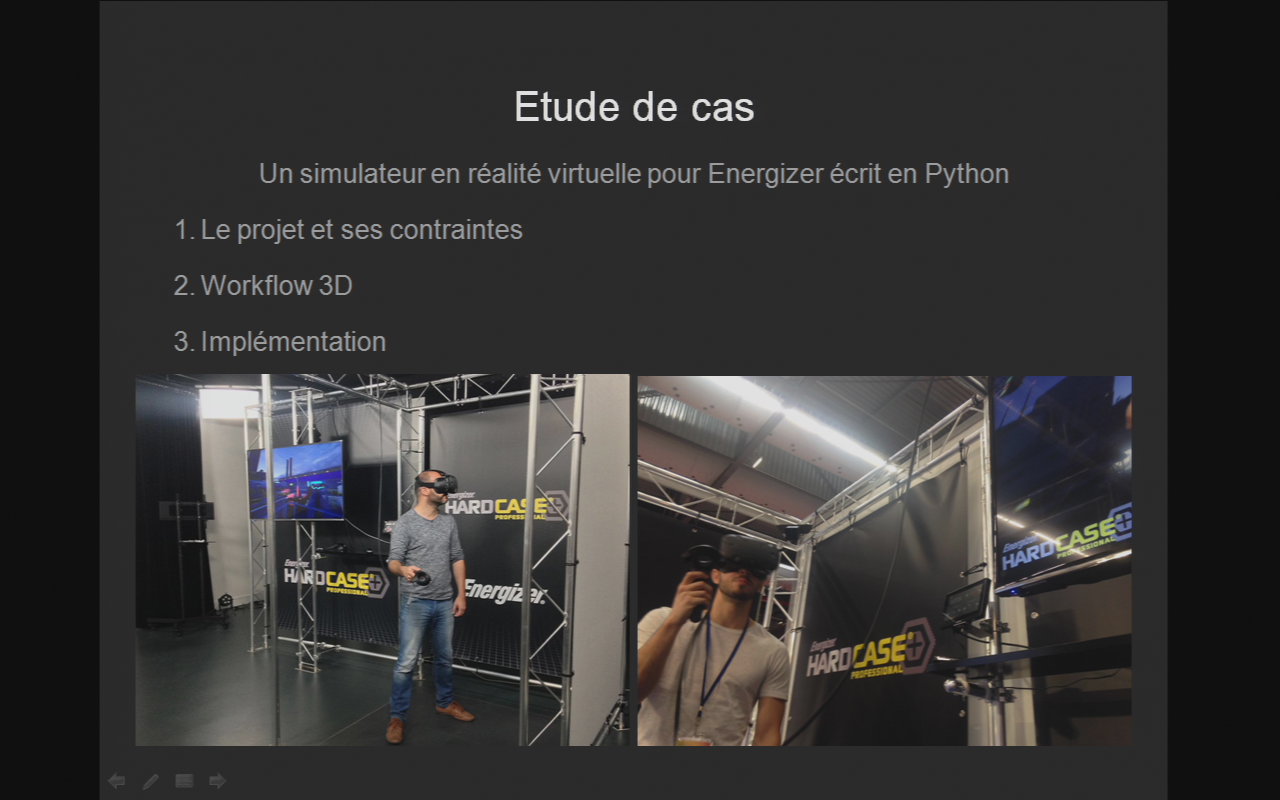 Etude de cas
Un simulateur en réalité virtuelle pour Energizer écrit en Python
1. Le projet et ses contraintes
2. Workflow 3D
3. Implémentation
Energizer
HARDCASE
PROFESSIONAL
Energizer
HARDCASE
PROFESSIONAL
Energizer
Energizer
HARDCASE
PROFESSIONAL
Energizer
HARDCASE
PROFESSIONAL